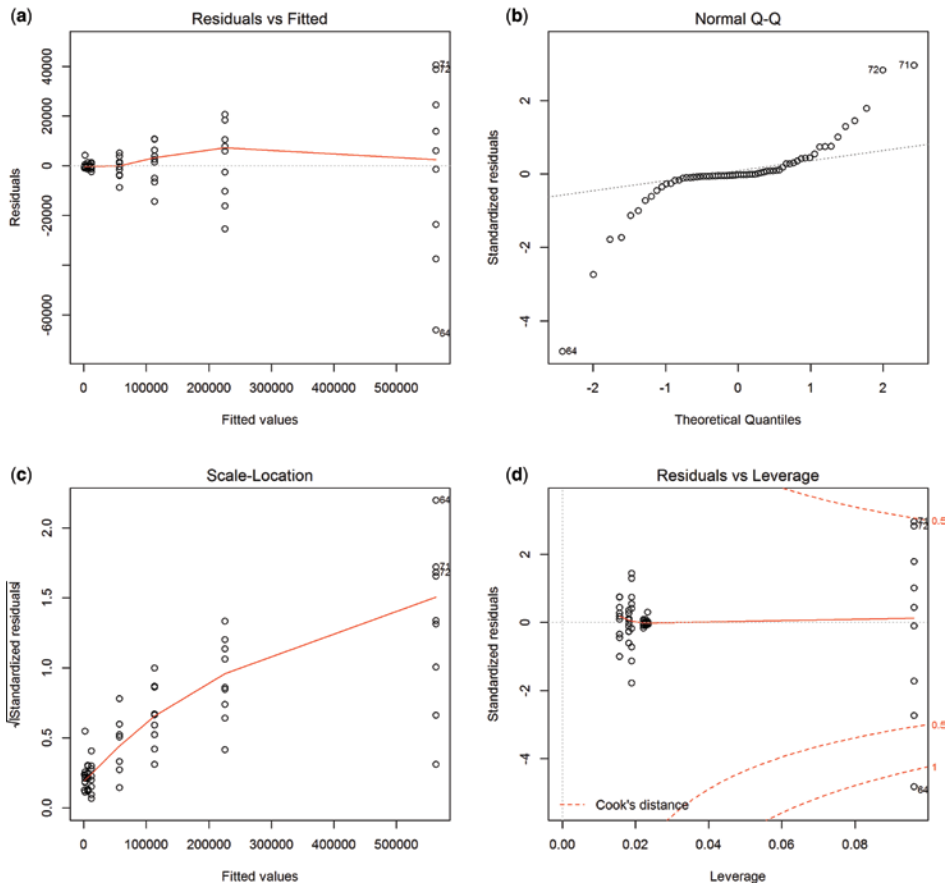 (a)
Residuals vs Fitted
Residuals
40000
20000
0
-20000
-60000
71
72
64
0 100000 200000 300000 400000 500000
Fitted values
(b)
Normal Q-Q
Standardized residuals
2
0
-2
-4
72
71
64
-2 -1 0 1 2
Theoretical Quantiles
(c)
Scale-Location
√|Standardized residuals|
2.0
1.5
1.0
0.5
0.0
64
71
72
0 100000 200000 300000 400000 500000
Fitted values
(d)
Residuals vs Leverage
Standardized residuals
2
0
-2
-4
0.5
71
72
0.5
1
64
Cook's distance
0.00 0.02 0.04 0.06 0.08
Leverage